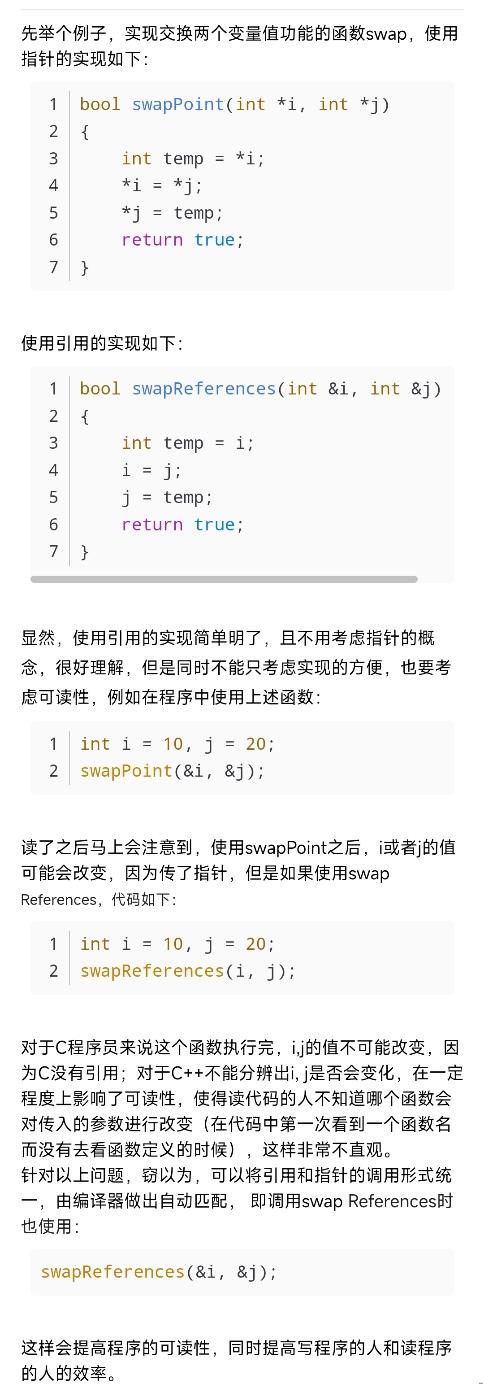 先举个例子，实现交换两个变量值功能的函数swap，使用
指针的实现如下：
1 bool swapPoint(int *i, int *j)
2 {
3     int temp = *i;
4     *i = *j;
5     *j = temp;
6     return true;
7 }
使用引用的实现如下：
1 bool swapReferences(int &i, int &j)
2 {
3     int temp = i;
4     i = j;
5     j = temp;
6     return true;
7 }
显然，使用引用的实现简单明了，且不用考虑指针的概
念，很好理解，但是同时不能只考虑实现的方便，也要考
虑可读性，例如在程序中使用上述函数：
1 int i = 10, j = 20;
2 swapPoint(&i, &j);
读了之后马上会注意到，使用swapPoint之后，i或者j的值
可能会改变，因为传了指针，但是如果使用swap
References，代码如下：
1 int i = 10, j = 20;
2 swapReferences(i, j);
对于C程序员来说这个函数执行完，i,j的值不可能改变，因
为C没有引用；对于C++不能分辨出i, j是否会变化，在一定
程度上影响了可读性，使得读代码的人不知道哪个函数会
对传入的参数进行改变（在代码中第一次看到一个函数名
而没有去看函数定义的时候），这样非常不直观。
针对以上问题，窃以为，可以将引用和指针的调用形式统
一，由编译器做出自动匹配， 即调用swap References时
也使用：
swapReferences(&i, &j);
这样会提高程序的可读性，同时提高写程序的人和读程序
的人的效率。